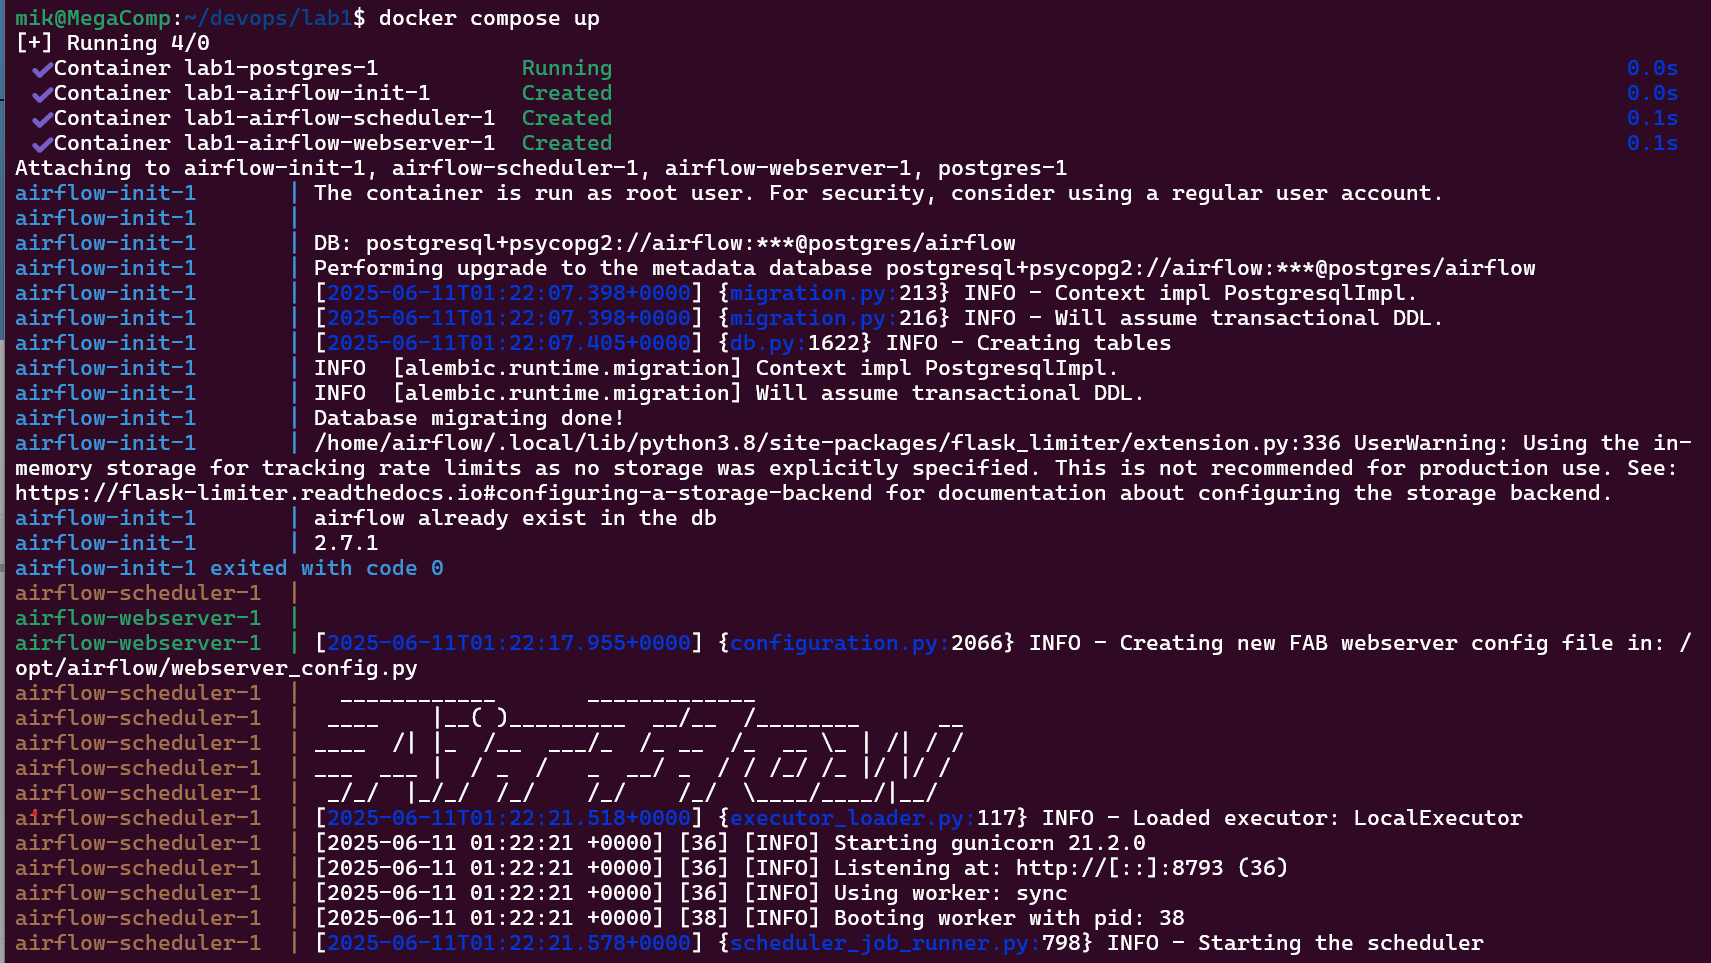 mik@MegaComp:~/devops/lab1$ docker compose up
[+] Running 4/0
 ✔Container lab1-postgres-1           Running                                                                              0.0s
 ✔Container lab1-airflow-init-1       Created                                                                              0.0s
 ✔Container lab1-airflow-scheduler-1  Created                                                                              0.1s
 ✔Container lab1-airflow-webserver-1  Created                                                                              0.1s
Attaching to airflow-init-1, airflow-scheduler-1, airflow-webserver-1, postgres-1
airflow-init-1       | The container is run as root user. For security, consider using a regular user account.
airflow-init-1       |
airflow-init-1       | DB: postgresql+psycopg2://airflow:***@postgres/airflow
airflow-init-1       | Performing upgrade to the metadata database postgresql+psycopg2://airflow:***@postgres/airflow
airflow-init-1       | [2025-06-11T01:22:07.398+0000] {migration.py:213} INFO - Context impl PostgresqlImpl.
airflow-init-1       | [2025-06-11T01:22:07.398+0000] {migration.py:216} INFO - Will assume transactional DDL.
airflow-init-1       | [2025-06-11T01:22:07.405+0000] {db.py:1622} INFO - Creating tables
airflow-init-1       | INFO  [alembic.runtime.migration] Context impl PostgresqlImpl.
airflow-init-1       | INFO  [alembic.runtime.migration] Will assume transactional DDL.
airflow-init-1       | Database migrating done!
airflow-init-1       | /home/airflow/.local/lib/python3.8/site-packages/flask_limiter/extension.py:336 UserWarning: Using the in-
memory storage for tracking rate limits as no storage was explicitly specified. This is not recommended for production use. See:
https://flask-limiter.readthedocs.io#configuring-a-storage-backend for documentation about configuring the storage backend.
airflow-init-1       | airflow already exist in the db
airflow-init-1       | 2.7.1
airflow-init-1 exited with code 0
airflow-scheduler-1  |
airflow-webserver-1  |
airflow-webserver-1  | [2025-06-11T01:22:17.955+0000] {configuration.py:2066} INFO - Creating new FAB webserver config file in: /
opt/airflow/webserver_config.py
airflow-scheduler-1  |   ____________       _____________
airflow-scheduler-1  |  ____    |__( )_________  __/__  /________      __
airflow-scheduler-1  | ____  /| |_  /__  ___/_  /_ __  /_  __ \_ | /| / /
airflow-scheduler-1  | ___  ___ |  / _  /   _  __/ _  / / /_/ /_ |/ |/ /
airflow-scheduler-1  |  _/_/  |_/_/  /_/    /_/    /_/  \____/____/|__/
airflow-scheduler-1  | [2025-06-11T01:22:21.518+0000] {executor_loader.py:117} INFO - Loaded executor: LocalExecutor
airflow-scheduler-1  | [2025-06-11 01:22:21 +0000] [36] [INFO] Starting gunicorn 21.2.0
airflow-scheduler-1  | [2025-06-11 01:22:21 +0000] [36] [INFO] Listening at: http://[::]:8793 (36)
airflow-scheduler-1  | [2025-06-11 01:22:21 +0000] [36] [INFO] Using worker: sync
airflow-scheduler-1  | [2025-06-11 01:22:21 +0000] [38] [INFO] Booting worker with pid: 38
airflow-scheduler-1  | [2025-06-11T01:22:21.578+0000] {scheduler_job_runner.py:798} INFO - Starting the scheduler